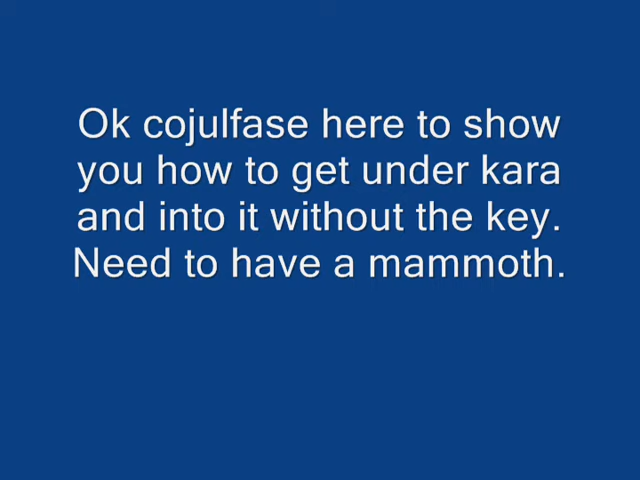 Ok cojulfase here to show
you how to get under kara
and into it without the key.
Need to have a mammoth.